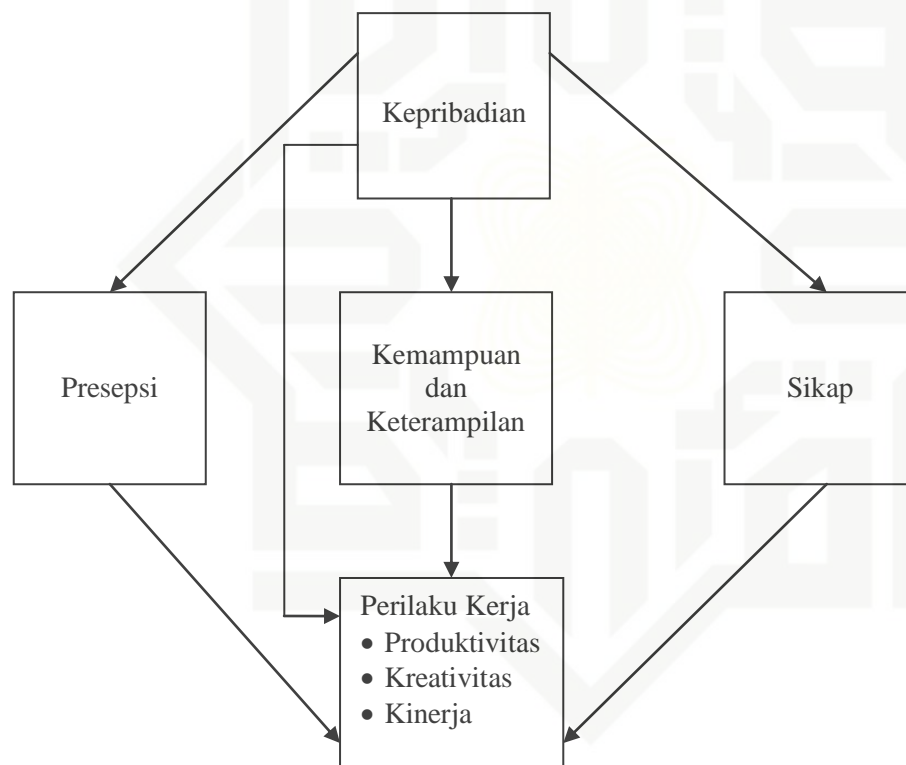 Kepribadian
Presepsi
Kemampuan
dan
Keterampilan
Sikap
Perilaku Kerja
• Produktivitas
• Kreativitas
• Kinerja